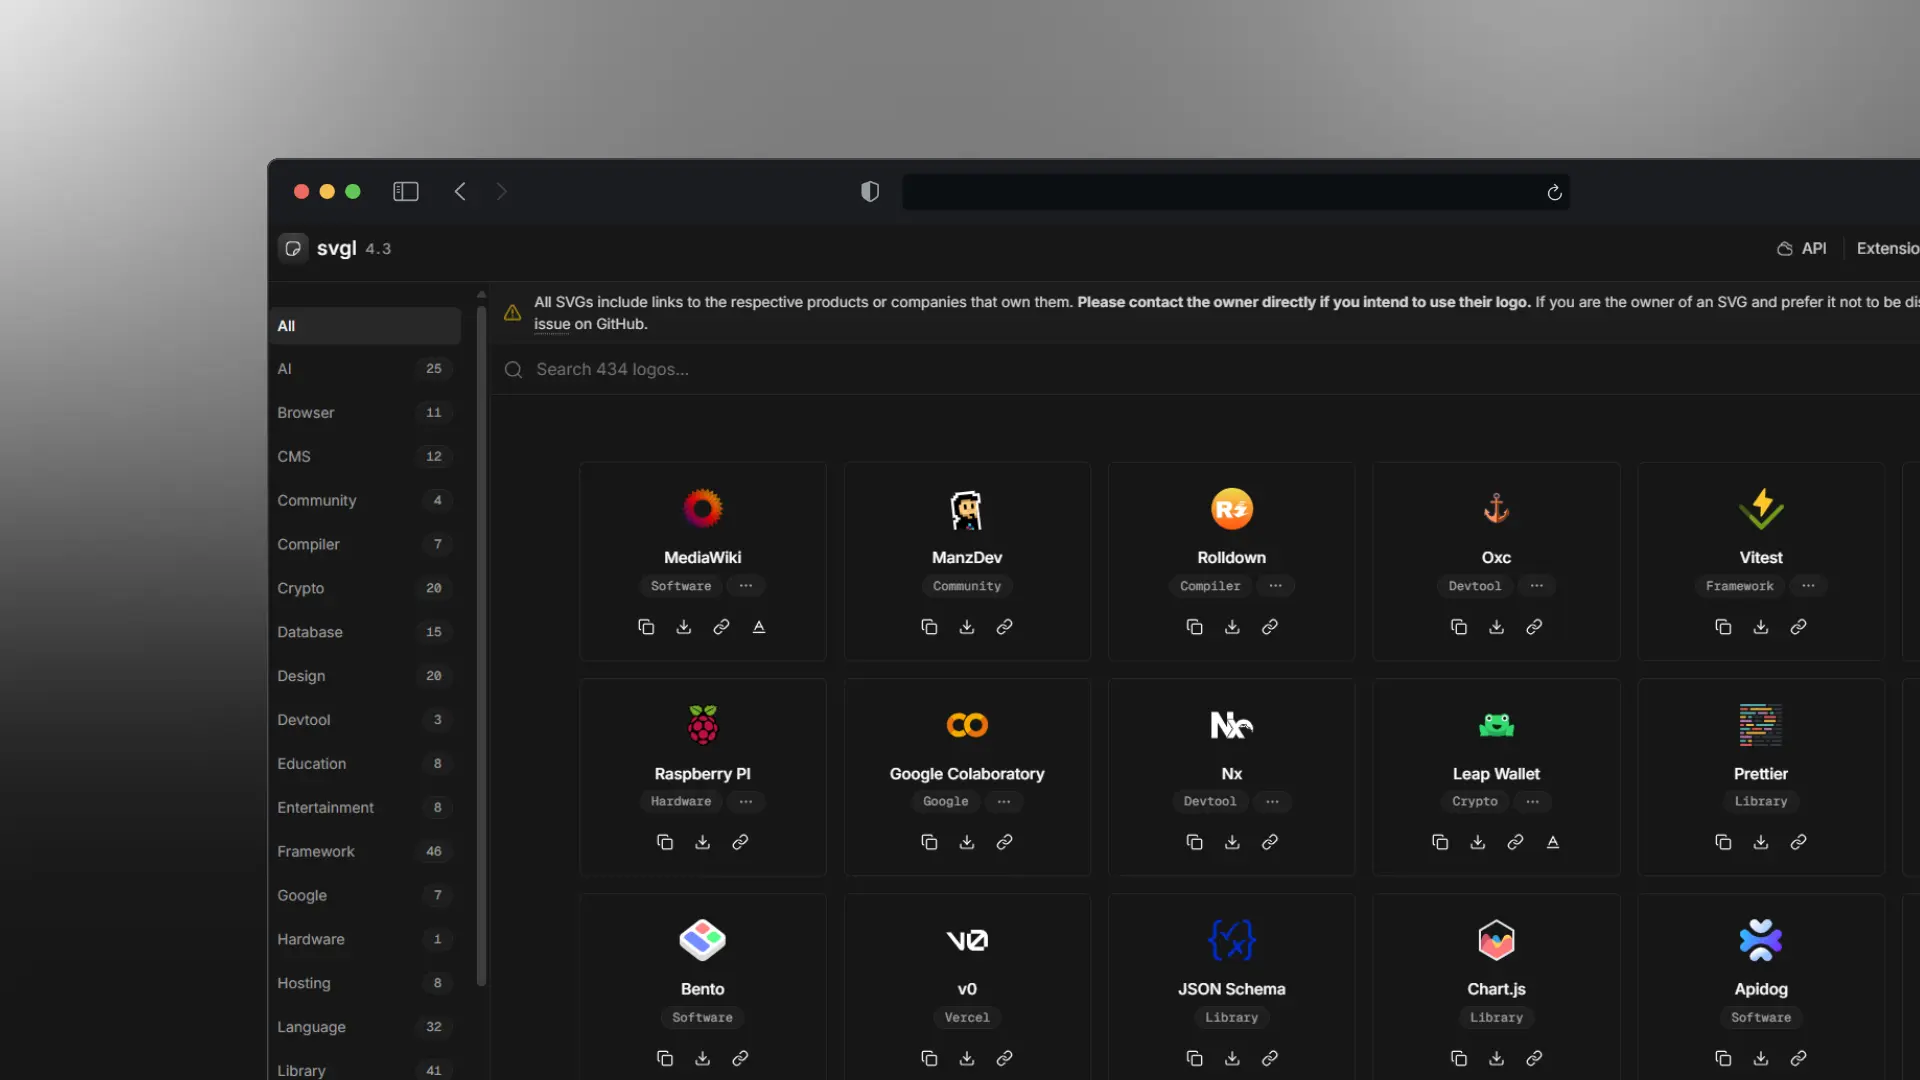 svgl 4.3
API
Extensio
All SVGs include links to the respective products or companies that own them. Please contact the owner directly if you intend to use their logo. If you are the owner of an SVG and prefer it not to be dis
issue on GitHub.
Search 434 logos...
All
AI 25
Browser 11
CMS 12
Community 4
Compiler 7
Crypto 20
Database 15
Design 20
Devtool 3
Education 8
Entertainment 8
Framework 46
Google 7
Hardware 1
Hosting 8
Language 32
Library 41
MediaWiki
Software ...
ManzDev
Community
Rolldown
Compiler ...
Oxc
Devtool ...
Vitest
Framework ...
Raspberry PI
Hardware ...
Google Colaboratory
Google ...
Nx
Nx
Devtool ...
Leap Wallet
Crypto ...
Prettier
Library
Bento
Software
v0
v0
Vercel
JSON Schema
Library
Chart.js
Library
Apidog
Software